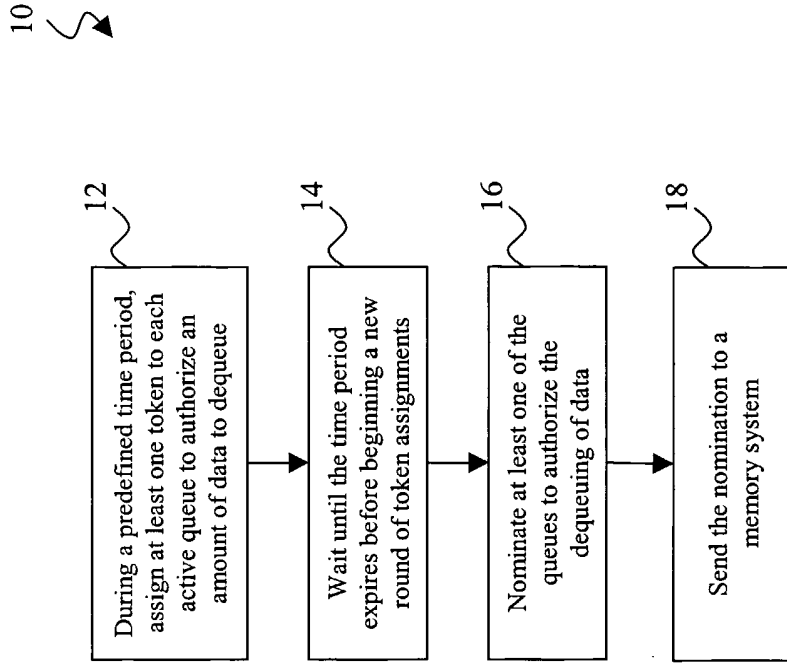 10
12
During a predefined time period,
assign at least one token to each
active queue to authorize an
amount of data to dequeue
14
Wait until the time period
expires before beginning a new
round of token assignments
16
Nominate at least one of the
queues to authorize the
dequeuing of data
18
Send the nomination to a
memory system